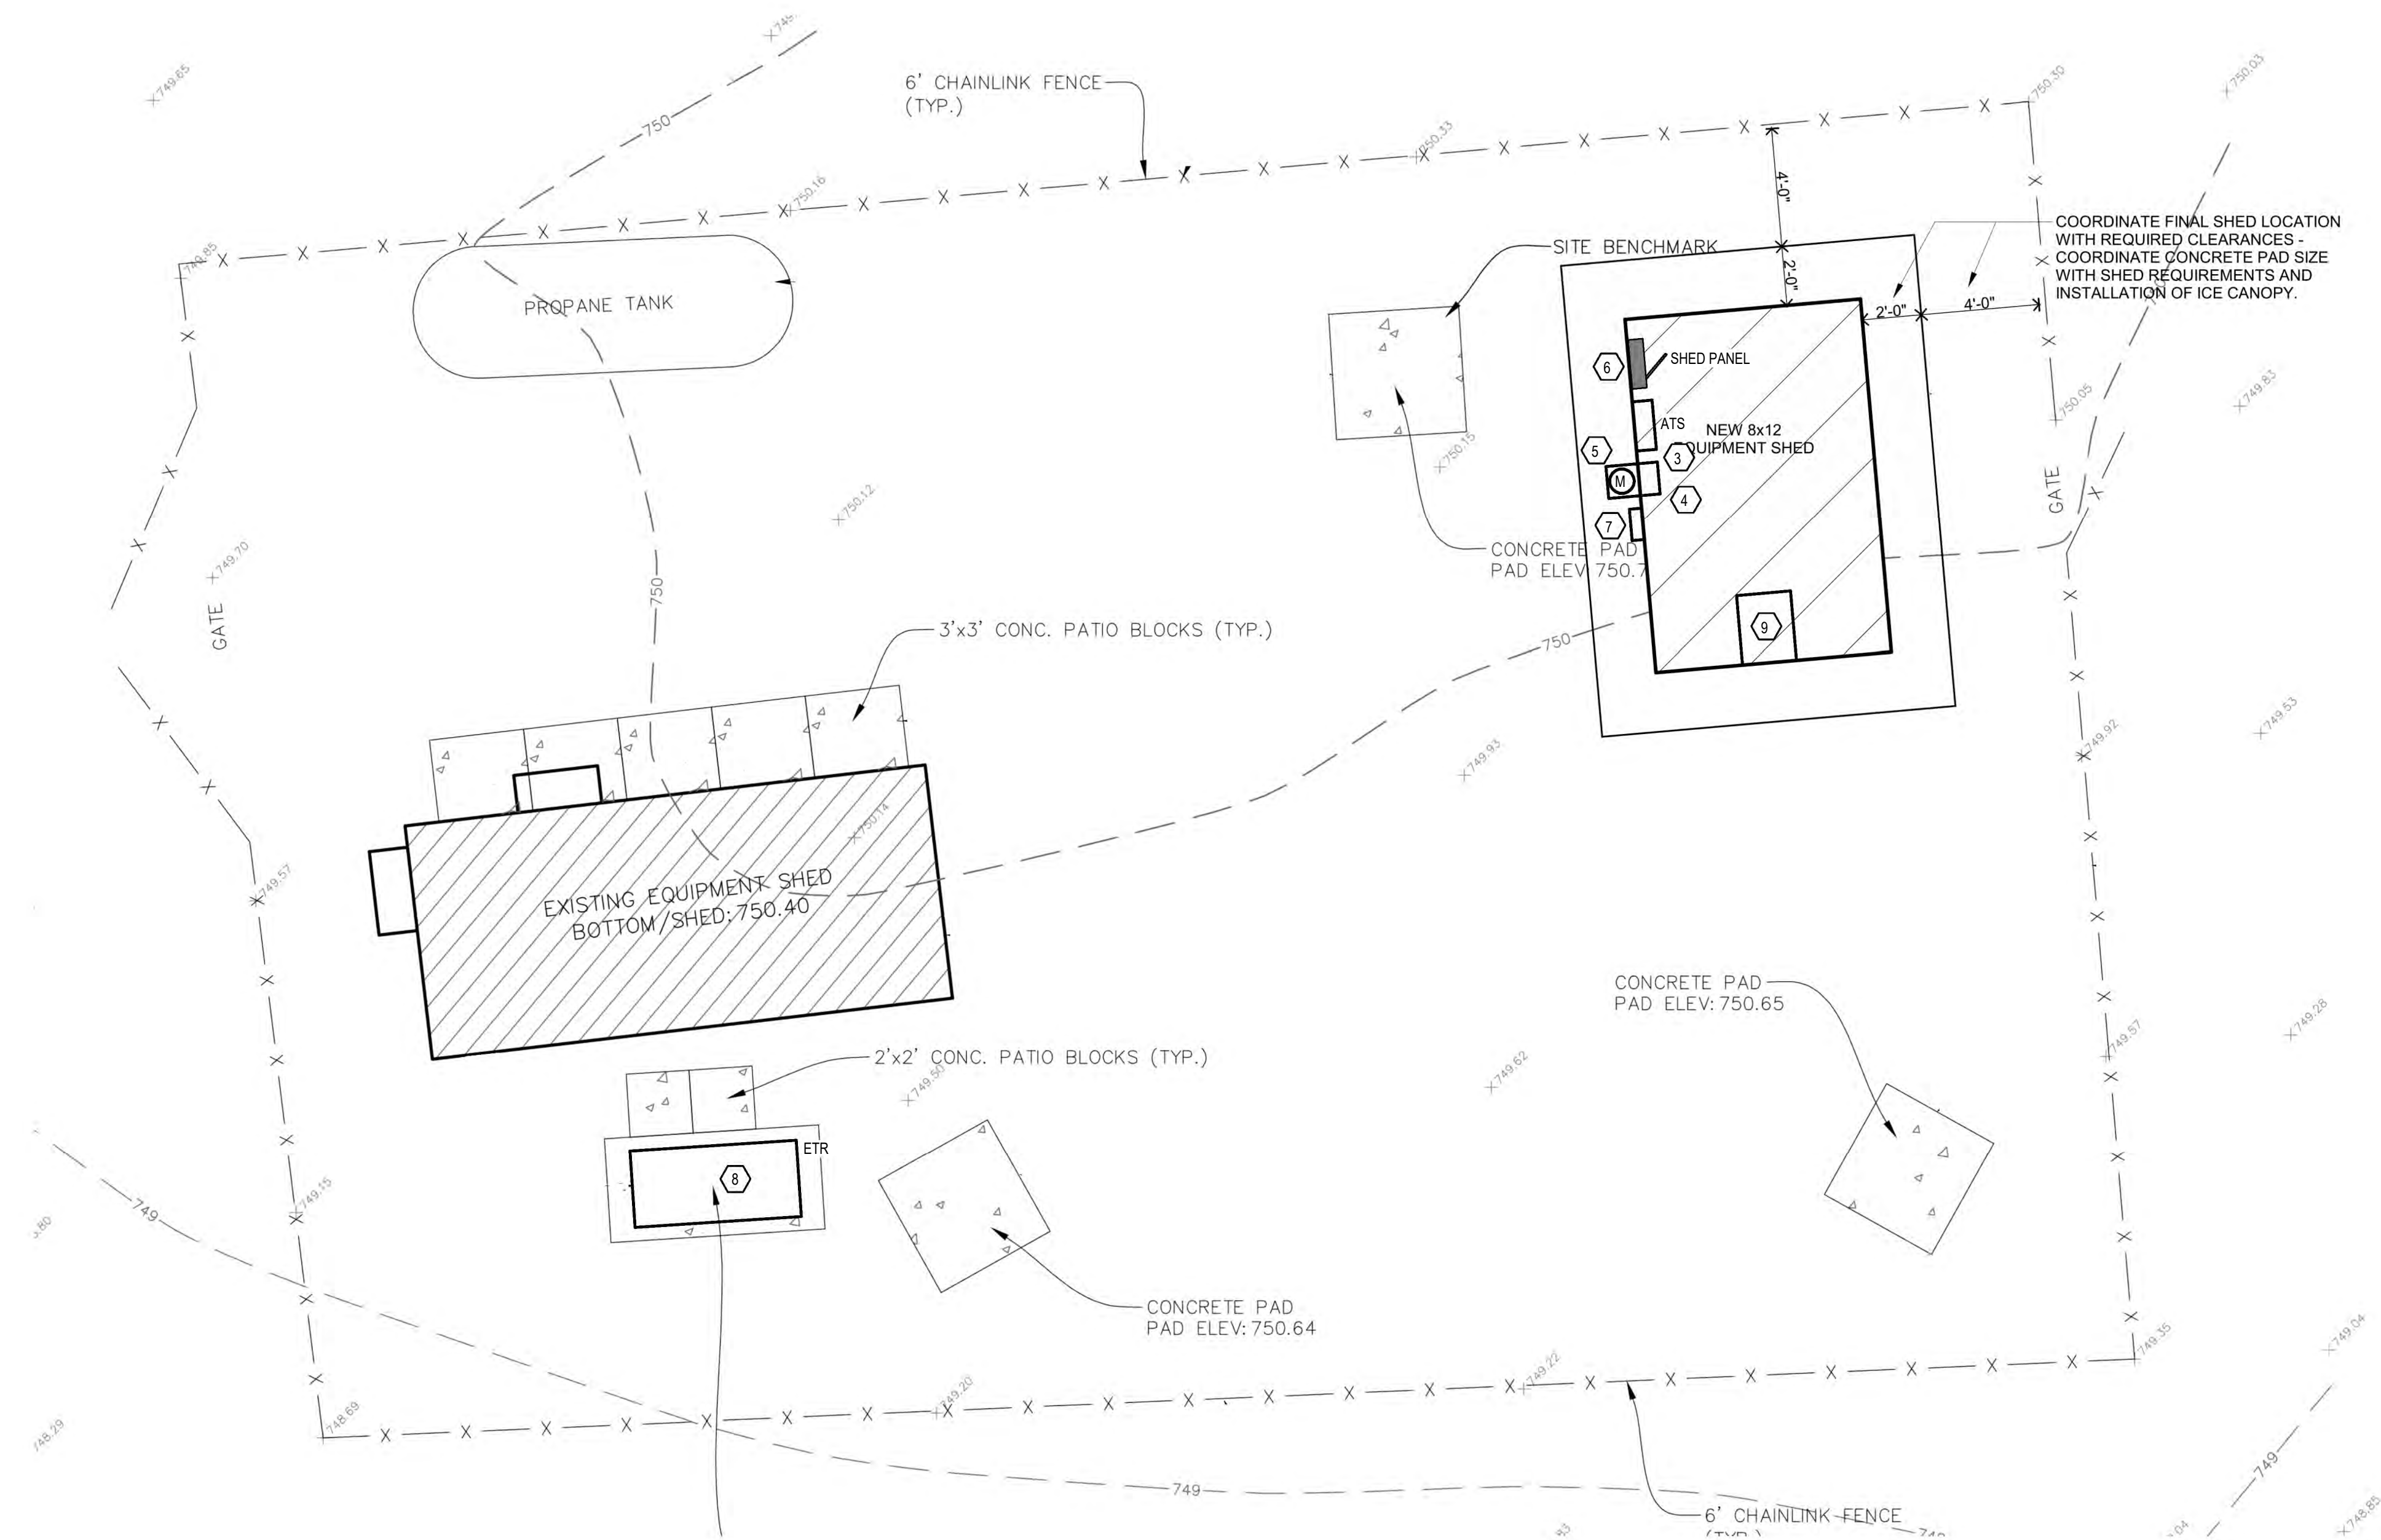 749.65
750
6' CHAINLINK FENCE
(TYP.)
750.16
750.33
750.30
750.03
749.85
PROPANE TANK
SITE BENCHMARK
4'-0"
2'-0"
2'-0"
4'-0"
COORDINATE FINAL SHED LOCATION
WITH REQUIRED CLEARANCES -
COORDINATE CONCRETE PAD SIZE
WITH SHED REQUIREMENTS AND
INSTALLATION OF ICE CANOPY.
6
SHED PANEL
ATS
NEW 8x12
EQUIPMENT SHED
5
3
M
4
7
9
750.05
749.83
GATE
750.15
750.12
CONCRETE PAD
PAD ELEV: 750.7
749.70
GATE
750
3'x3' CONC. PATIO BLOCKS (TYP.)
750
749.93
749.92
749.53
750.14
749.57
EXISTING EQUIPMENT SHED
BOTTOM/SHED: 750.40
CONCRETE PAD
PAD ELEV: 750.65
2'x2' CONC. PATIO BLOCKS (TYP.)
749.50
749.62
749.57
749.28
ETR
8
749.15
749
CONCRETE PAD
PAD ELEV: 750.64
749.35
749.04
748.69
749.20
749.22
748.29
749
6' CHAINLINK FENCE
(TYP.)
749
748.85